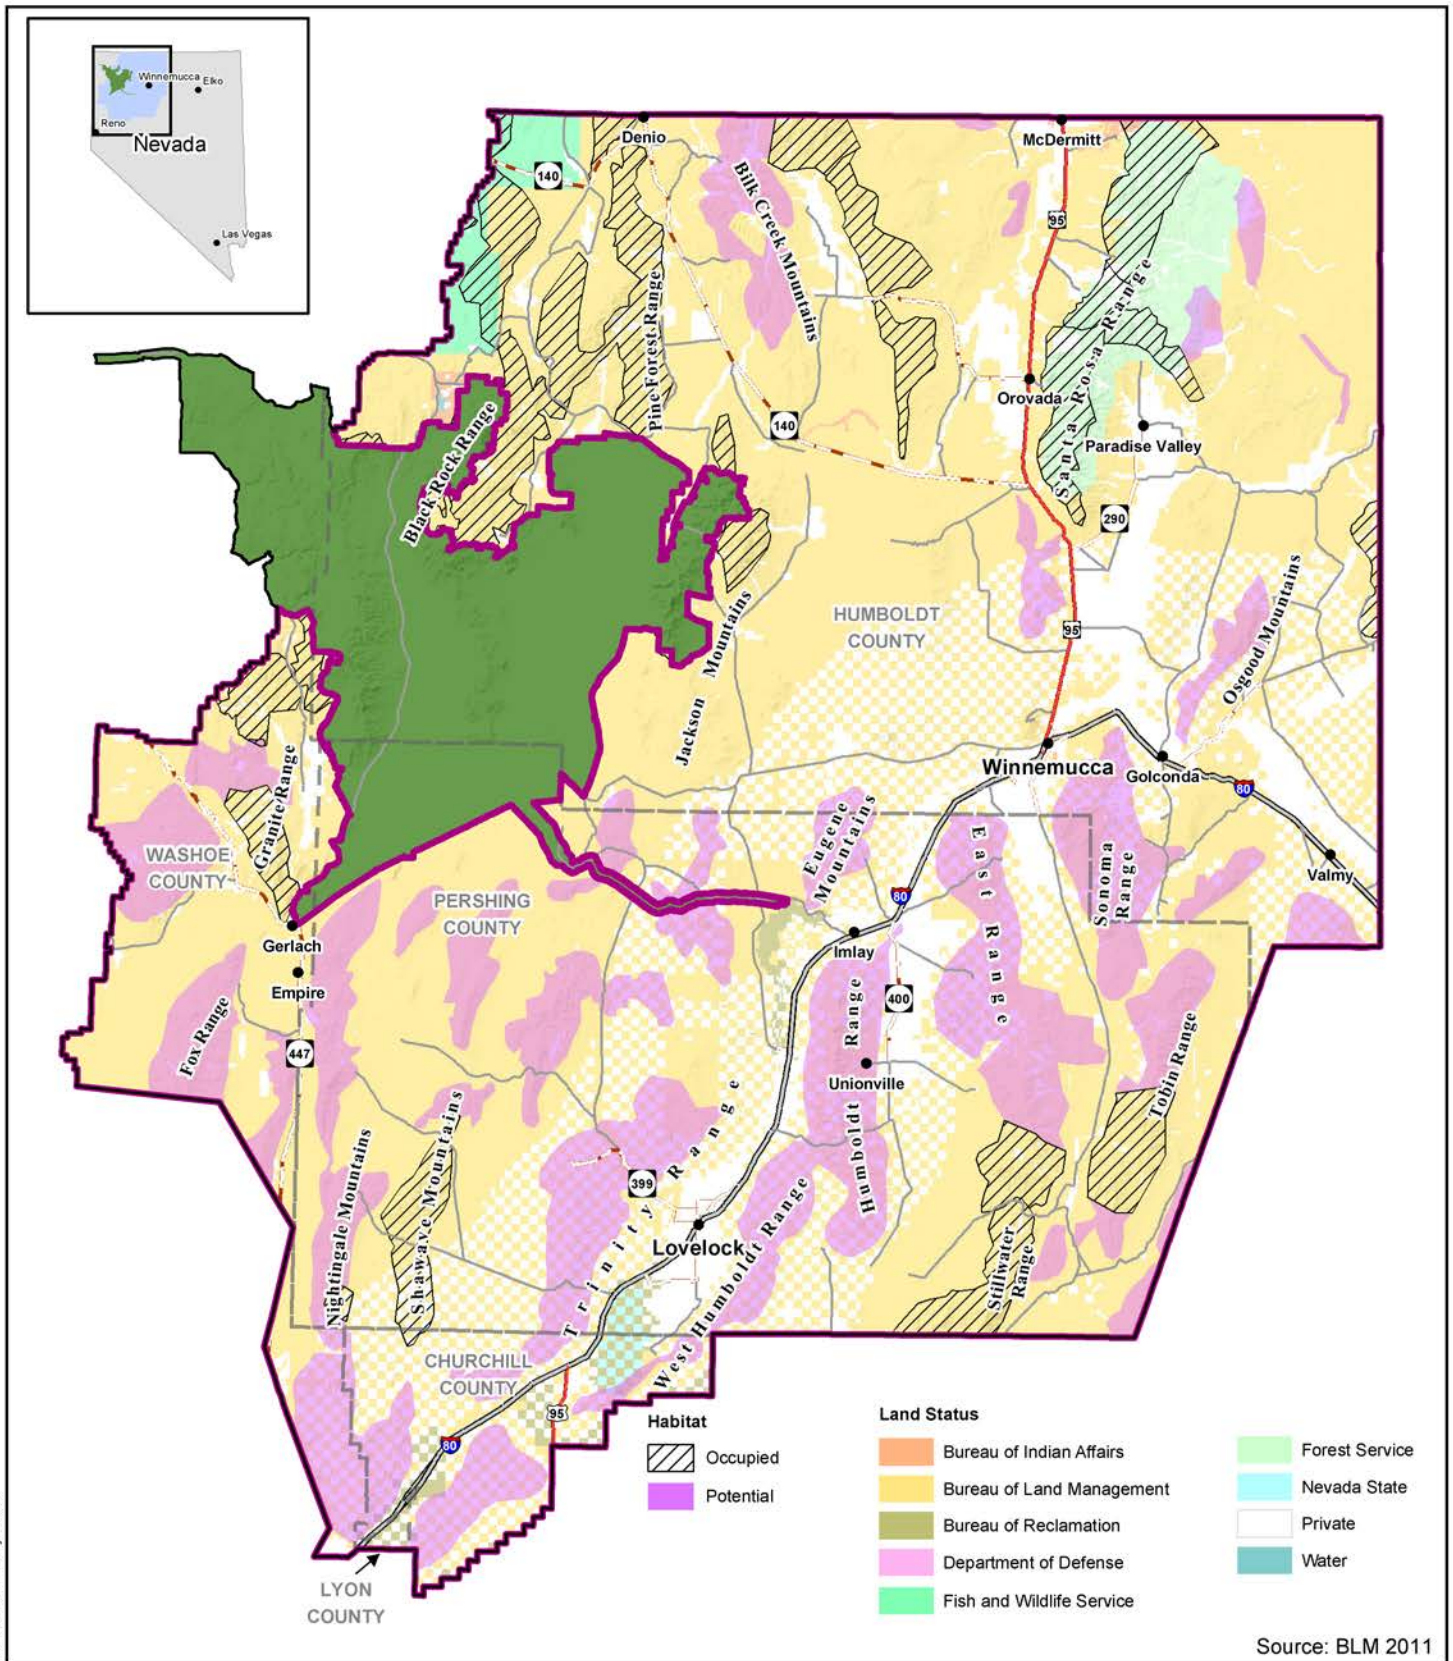 Winnemucca
Elko
Reno
Nevada
Las Vegas
Denio
McDermitt
140
95
Bilk Creek Mountains
Pine Forest Range
Santa Rosa Range
Orovada
Black Rock Range
140
Paradise Valley
290
HUMBOLDT
COUNTY
Osgood Mountains
95
Jackson Mountains
Granite Range
Winnemucca
Golconda
80
Eugene
Mountains
WASHOE
COUNTY
East Range
Sonoma
Range
Valmy
PERSHING
COUNTY
80
Gerlach
Imlay
Empire
400
Fox Range
447
Humboldt Range
Unionville
Tobin Range
Nightingale Mountains
Shawave Mountains
399
Trinity Range
Lovelock
West Humboldt Range
Stillwater
Range
CHURCHILL
COUNTY
95
80
LYON
COUNTY
Habitat
Occupied
Potential
Land Status
Bureau of Indian Affairs
Bureau of Land Management
Bureau of Reclamation
Department of Defense
Fish and Wildlife Service
Forest Service
Nevada State
Private
Water
Source: BLM 2011